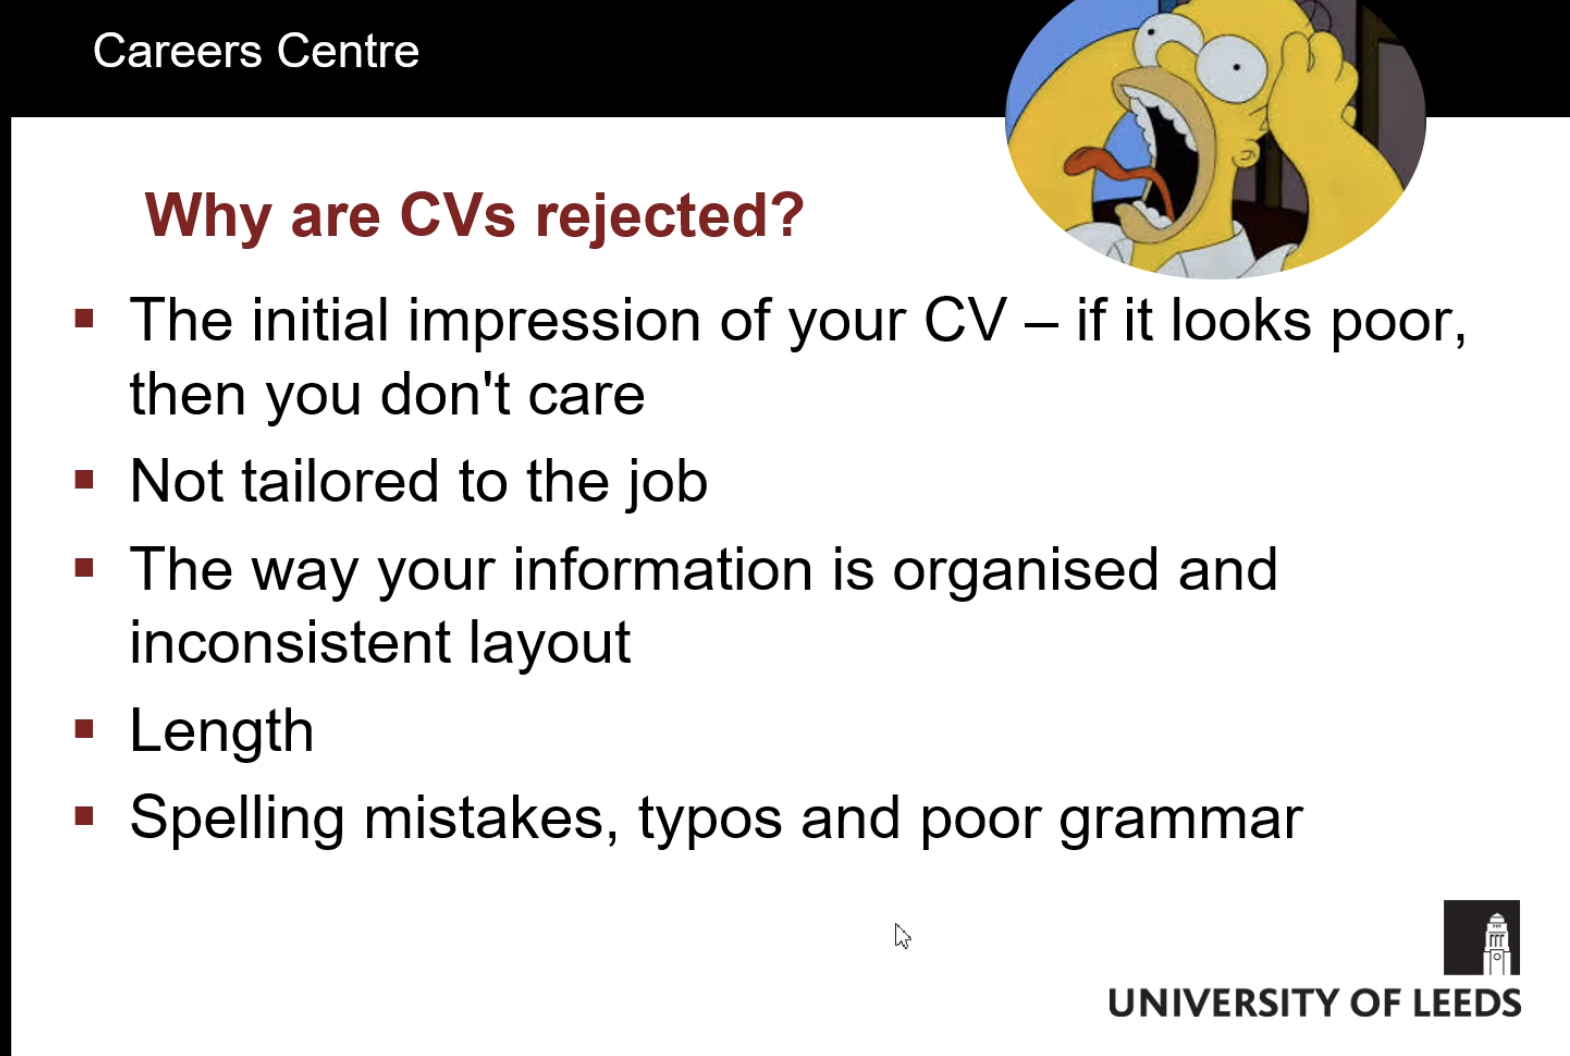 Careers Centre
Why are CVs rejected?
▪ The initial impression of your CV – if it looks poor,
then you don't care
▪ Not tailored to the job
▪ The way your information is organised and
inconsistent layout
▪ Length
▪ Spelling mistakes, typos and poor grammar
UNIVERSITY OF LEEDS